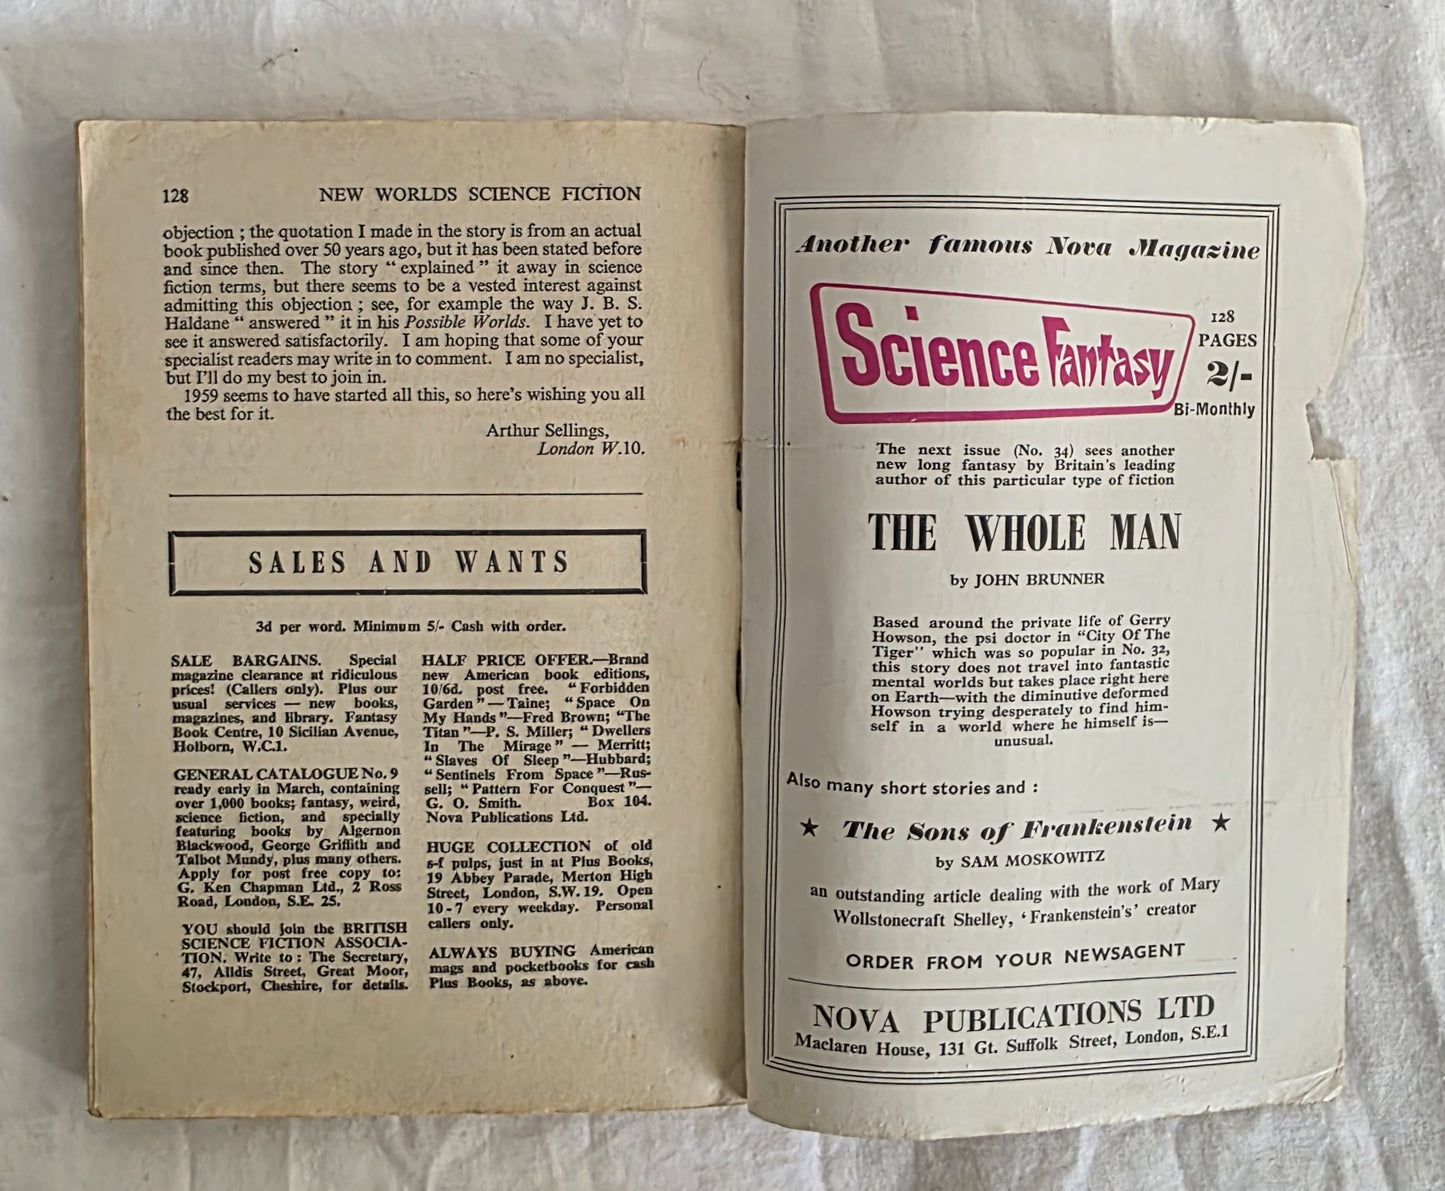 128 NEW WORLDS SCIENCE FICTION
objection ; the quotation I made in the story is from an actual
book published over 50 years ago, but it has been stated before
and since then. The story “ explained ” it away in science
fiction terms, but there seems to be a vested interest against
admitting this objection ; see, for example the way J. B. S.
Haldane “ answered ” it in his Possible Worlds. I have yet to
see it answered satisfactorily. I am hoping that some of your
specialist readers may write in to comment. I am no specialist,
but I’ll do my best to join in.
1959 seems to have started all this, so here’s wishing you all
the best for it.
Arthur Sellings,
London W.10.
SALES AND WANTS
3d per word. Minimum 5/- Cash with order.
SALE BARGAINS. Special
magazine clearance at ridiculous
prices! (Callers only). Plus our
usual services — new books,
magazines, and library. Fantasy
Book Centre, 10 Sicilian Avenue,
Holborn, W.C.1.
GENERAL CATALOGUE No. 9
ready early in March, containing
over 1,000 books; fantasy, weird,
science fiction, and specially
featuring books by Algernon
Blackwood, George Griffith and
Talbot Mundy, plus many others.
Apply for post free copy to:
G. Ken Chapman Ltd., 2 Ross
Road, London, S.E. 25.
YOU should join the BRITISH
SCIENCE FICTION ASSOCIA-
TION. Write to : The Secretary,
47, Alldis Street, Great Moor,
Stockport, Cheshire, for details.
HALF PRICE OFFER.—Brand
new American book editions,
10/6d. post free. “ Forbidden
Garden ” — Taine; “ Space On
My Hands ”—Fred Brown; “The
Titan ”—P. S. Miller; “ Dwellers
In The Mirage ” — Merritt;
“ Slaves Of Sleep ”—Hubbard;
“ Sentinels From Space ”—Rus-
sell; “ Pattern For Conquest ”—
G. O. Smith. Box 104.
Nova Publications Ltd.
HUGE COLLECTION of old
s-f pulps, just in at Plus Books,
19 Abbey Parade, Merton High
Street, London, S.W. 19. Open
10-7 every weekday. Personal
callers only.
ALWAYS BUYING American
mags and pocketbooks for cash
Plus Books, as above.
Another famous Nova Magazine
Science Fantasy
128
PAGES
2/-
Bi-Monthly
The next issue (No. 34) sees another
new long fantasy by Britain’s leading
author of this particular type of fiction
THE WHOLE MAN
by JOHN BRUNNER
Based around the private life of Gerry
Howson, the psi doctor in “City Of The
Tiger” which was so popular in No. 32,
this story does not travel into fantastic
mental worlds but takes place right here
on Earth—with the diminutive deformed
Howson trying desperately to find him-
self in a world where he himself is—
unusual.
Also many short stories and :
★ The Sons of Frankenstein ★
by SAM MOSKOWITZ
an outstanding article dealing with the work of Mary
Wollstonecraft Shelley, ‘ Frankenstein’s’ creator
ORDER FROM YOUR NEWSAGENT
NOVA PUBLICATIONS LTD
Maclaren House, 131 Gt. Suffolk Street, London, S.E.1